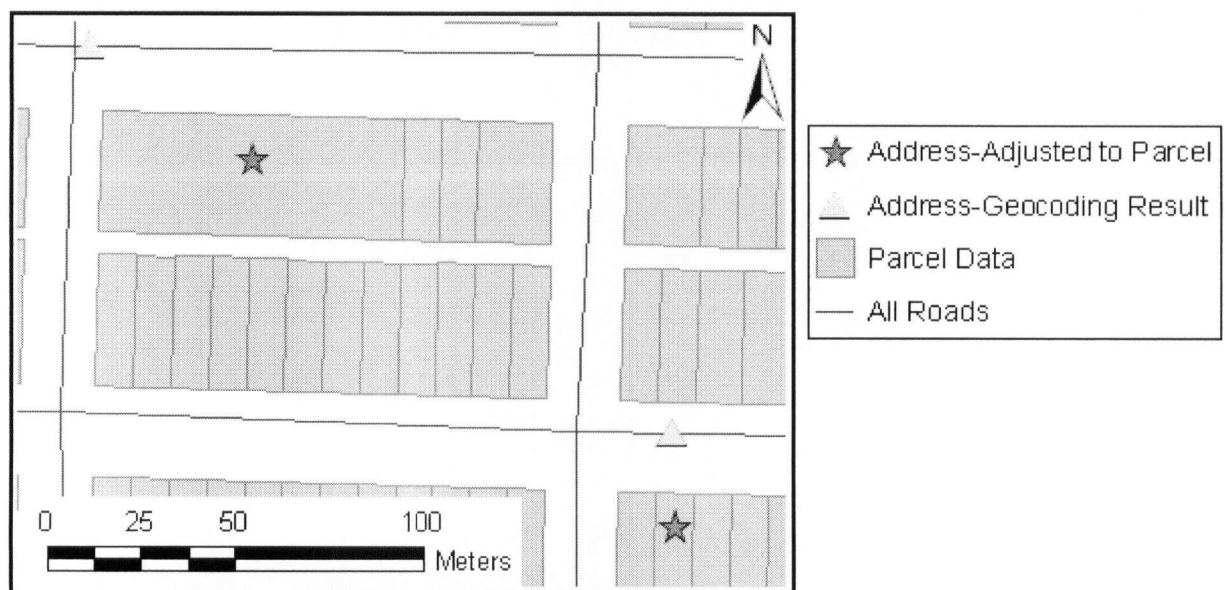 N
Address-Adjusted to Parcel
Address-Geocoding Result
Parcel Data
All Roads
0 25 50 100
Meters